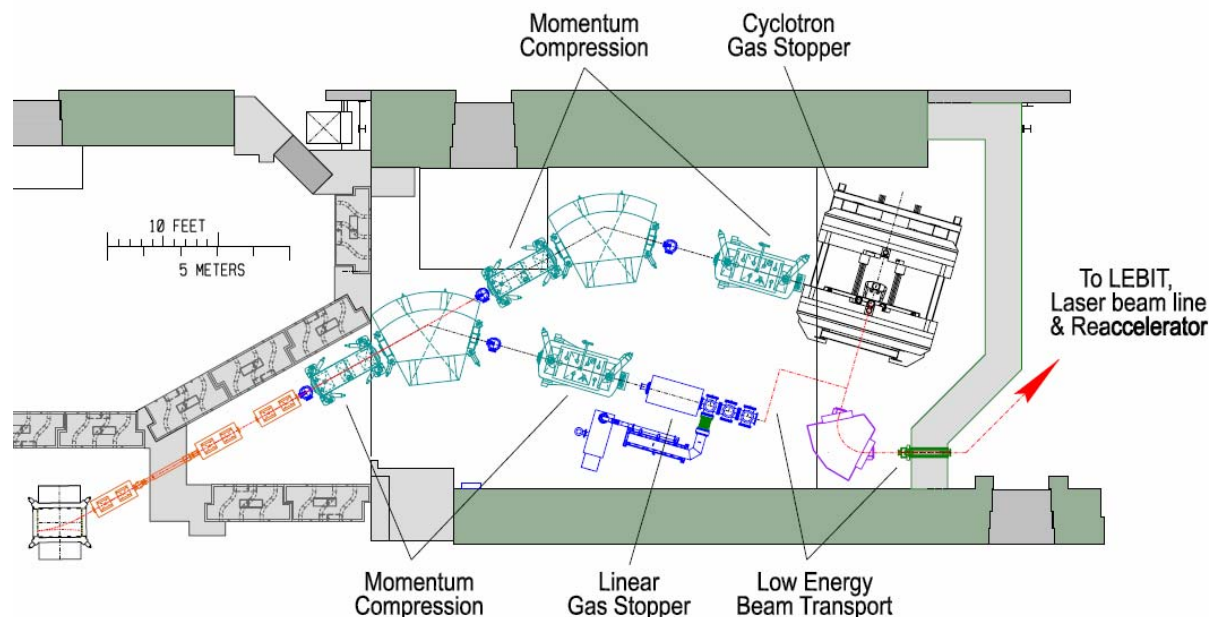 Momentum
Compression
Cyclotron
Gas Stopper
10 FEET
5 METERS
To LEBIT,
Laser beam line
& Reaccelerator
Momentum
Compression
Linear
Gas Stopper
Low Energy
Beam Transport